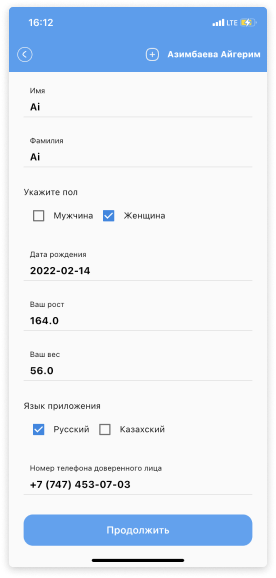 16:12 LTE
Азимбаева Айгерим
Имя
Ai
Фамилия
Ai
Укажите пол
Мужчина Женщина
Дата рождения
2022-02-14
Ваш рост
164.0
Ваш вес
56.0
Язык приложения
Русский Казахский
Номер телефона доверенного лица
+7 (747) 453-07-03
Продолжить